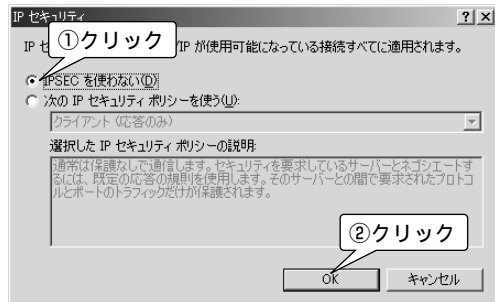 IP セキュリティ
①クリック
IP セ /IP が使用可能になっている接続すべてに適用されます。
IPSEC を使わない(D)
次の IP セキュリティ ポリシーを使う(U):
クライアント (応答のみ)
選択した IP セキュリティ ポリシーの説明:
通常は保護なしで通信します。セキュリティを要求しているサーバーとネゴシエートす
るには、既定の応答の規則を使用します。そのサーバーとの間で要求されたプロトコ
ルとポートのトラフィックだけが保護されます。
②クリック
OK
キャンセル